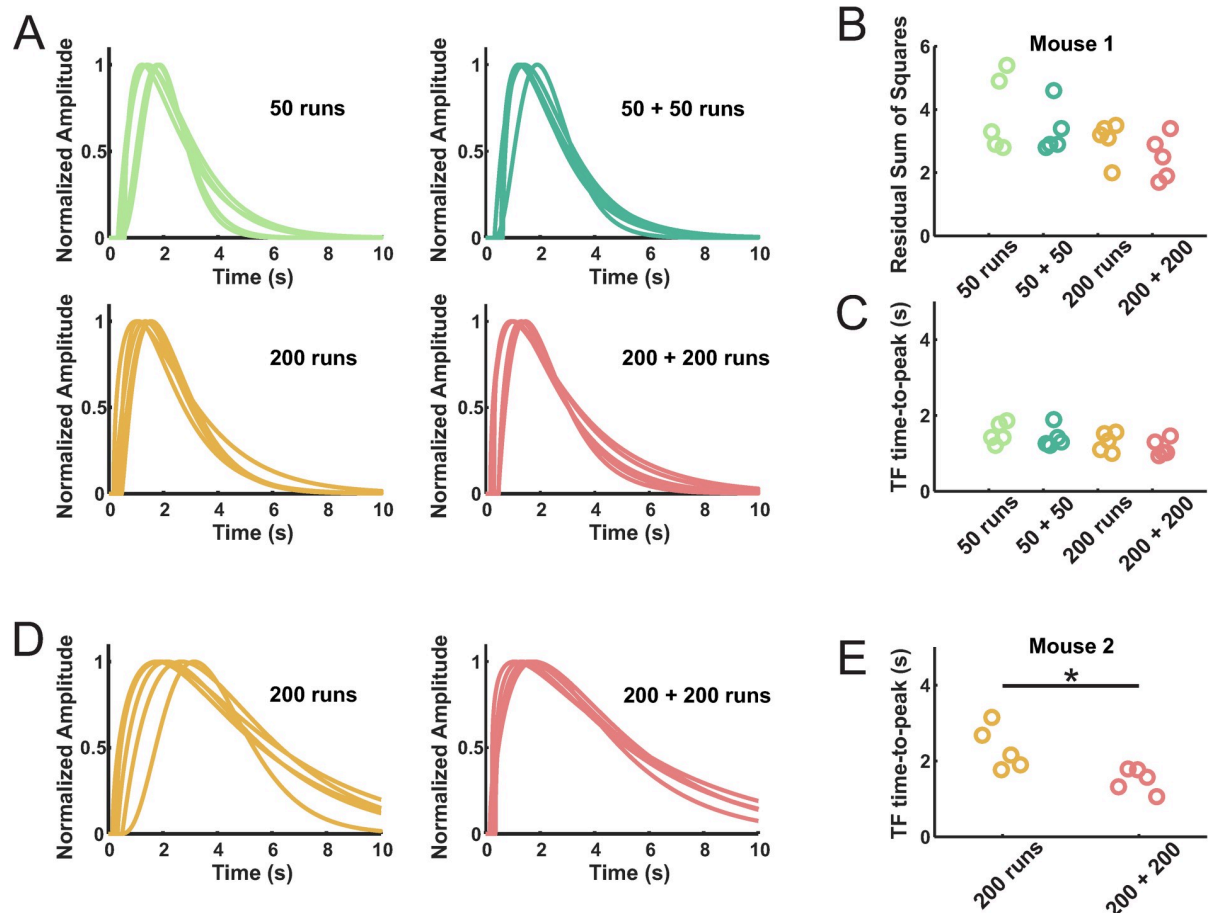 A
Normalized Amplitude
1
0.5
0
50 runs
0 2 4 6 8 10
Time (s)
Normalized Amplitude
1
0.5
0
50 + 50 runs
0 2 4 6 8 10
Time (s)
Normalized Amplitude
1
0.5
0
200 runs
0 2 4 6 8 10
Time (s)
Normalized Amplitude
1
0.5
0
200 + 200 runs
0 2 4 6 8 10
Time (s)
B
Mouse 1
Residual Sum of Squares
6
4
2
0
50 runs
50 + 50
200 runs
200 + 200
C
TF time-to-peak (s)
4
2
0
50 runs
50 + 50
200 runs
200 + 200
D
Normalized Amplitude
1
0.5
0
200 runs
0 2 4 6 8 10
Time (s)
Normalized Amplitude
1
0.5
0
200 + 200 runs
0 2 4 6 8 10
Time (s)
E
Mouse 2
TF time-to-peak (s)
4
2
0
*
200 runs
200 + 200